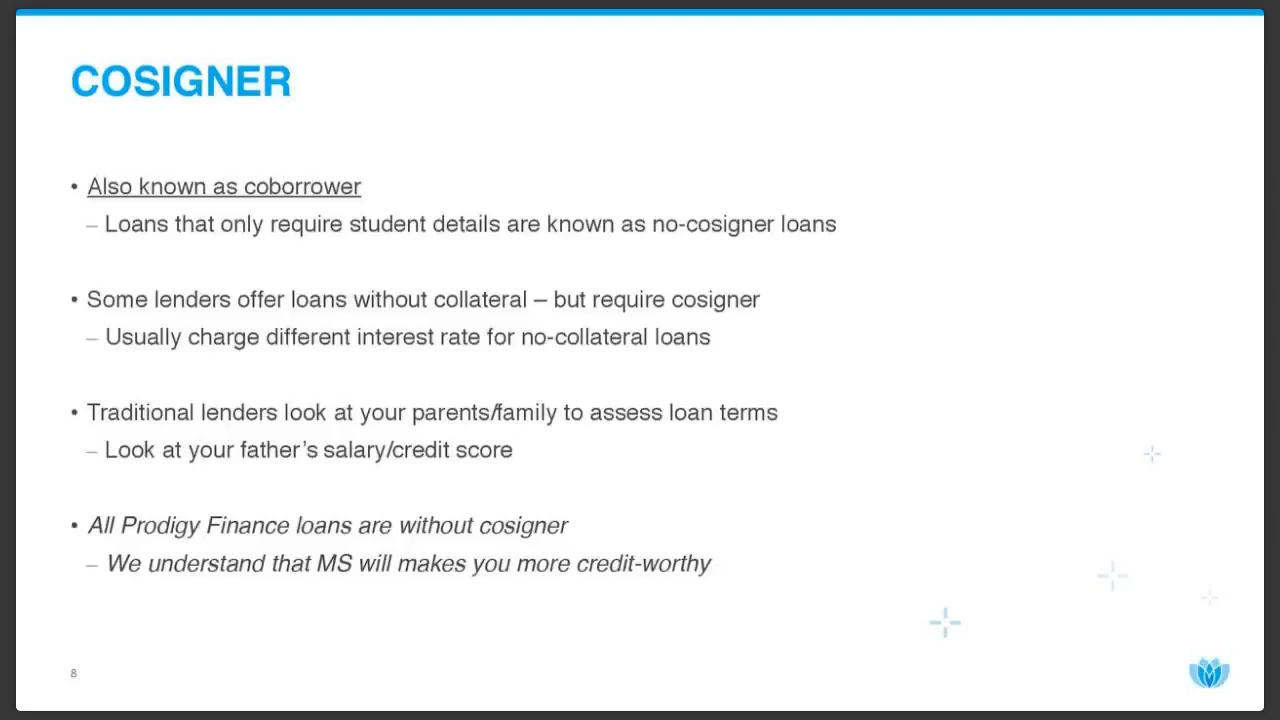 COSIGNER
• Also known as coborrower
– Loans that only require student details are known as no-cosigner loans
• Some lenders offer loans without collateral – but require cosigner
– Usually charge different interest rate for no-collateral loans
• Traditional lenders look at your parents/family to assess loan terms
– Look at your father’s salary/credit score
• All Prodigy Finance loans are without cosigner
– We understand that MS will makes you more credit-worthy
8